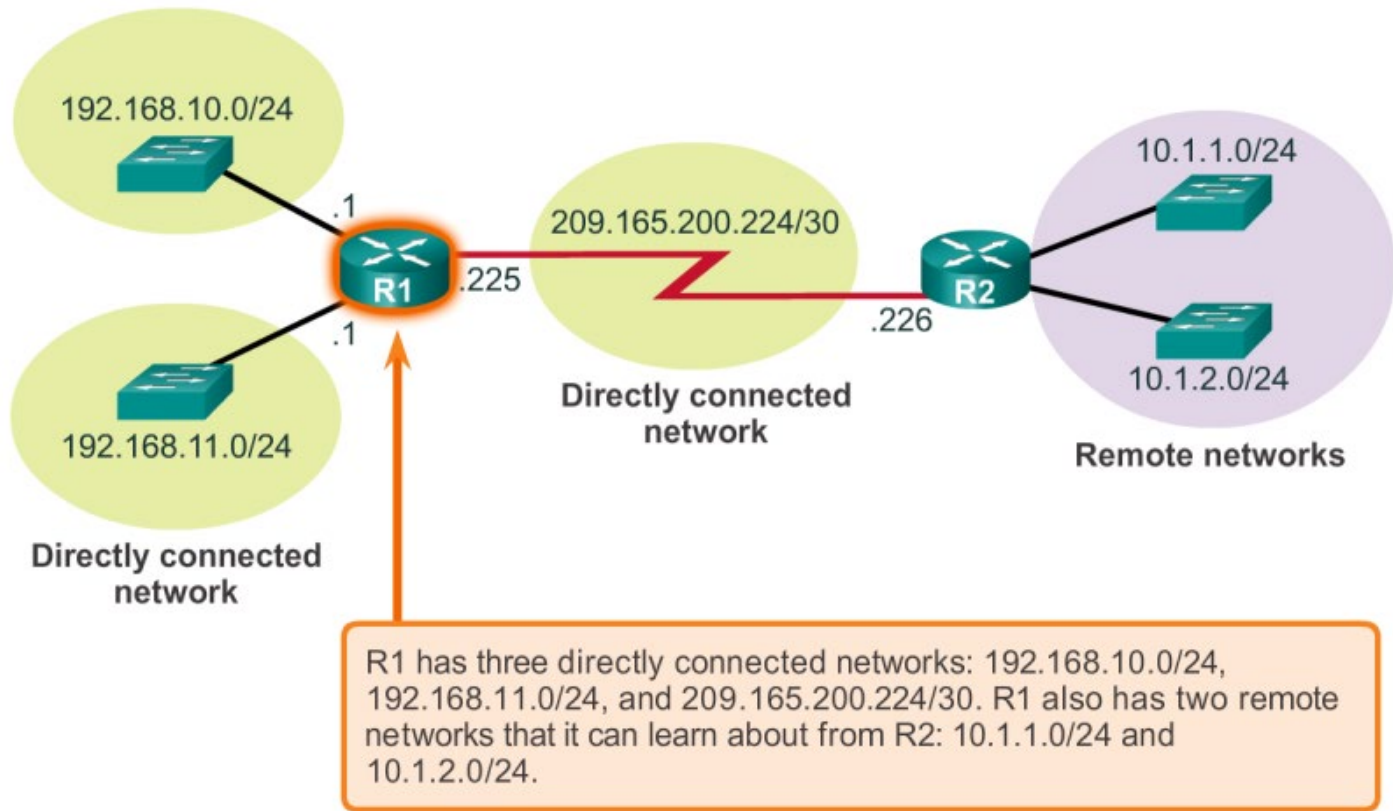 192.168.10.0/24
.1
R1
.225
.1
192.168.11.0/24
Directly connected
network
209.165.200.224/30
.226
Directly connected
network
R2
10.1.1.0/24
10.1.2.0/24
Remote networks
R1 has three directly connected networks: 192.168.10.0/24,
192.168.11.0/24, and 209.165.200.224/30. R1 also has two remote
networks that it can learn about from R2: 10.1.1.0/24 and
10.1.2.0/24.